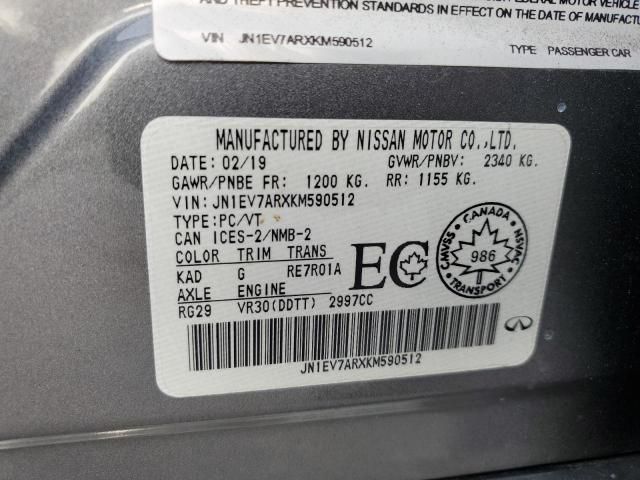 AND THEFT PREVENTION STANDARDS IN EFFECT ON THE DATE OF MANUFACTU
VIN JN1EV7ARXKM590512
TYPE PASSENGER CAR
MANUFACTURED BY NISSAN MOTOR CO.,LTD.
DATE: 02/19 GVWR/PNBV: 2340 KG.
GAWR/PNBE FR: 1200 KG. RR: 1155 KG.
VIN: JN1EV7ARXKM590512
TYPE:PC/VT
CAN ICES-2/NMB-2
COLOR TRIM TRANS
KAD G RE7R01A
AXLE ENGINE
RG29 VR30(DDTT) 2997CC
EC
CANADA
CMVSS NSVAC
986
TRANSPORT
JN1EV7ARXKM590512